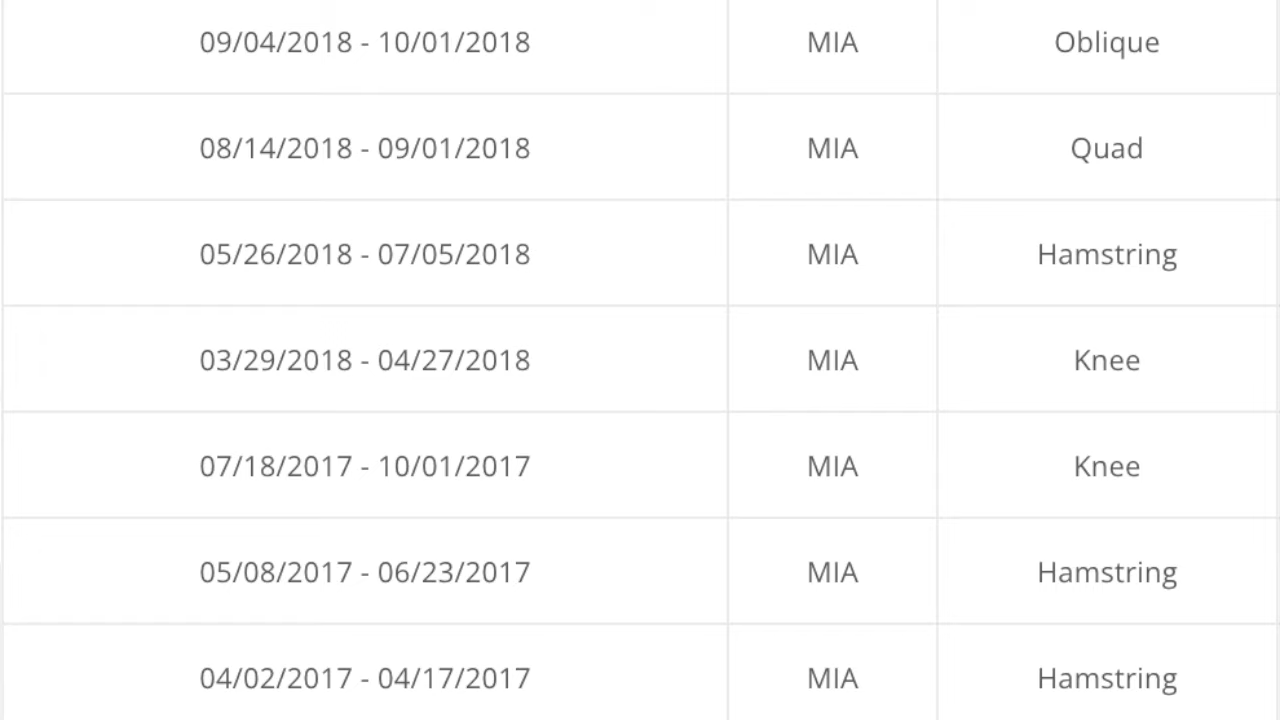 09/04/2018 - 10/01/2018 MIA Oblique
08/14/2018 - 09/01/2018 MIA Quad
05/26/2018 - 07/05/2018 MIA Hamstring
03/29/2018 - 04/27/2018 MIA Knee
07/18/2017 - 10/01/2017 MIA Knee
05/08/2017 - 06/23/2017 MIA Hamstring
04/02/2017 - 04/17/2017 MIA Hamstring